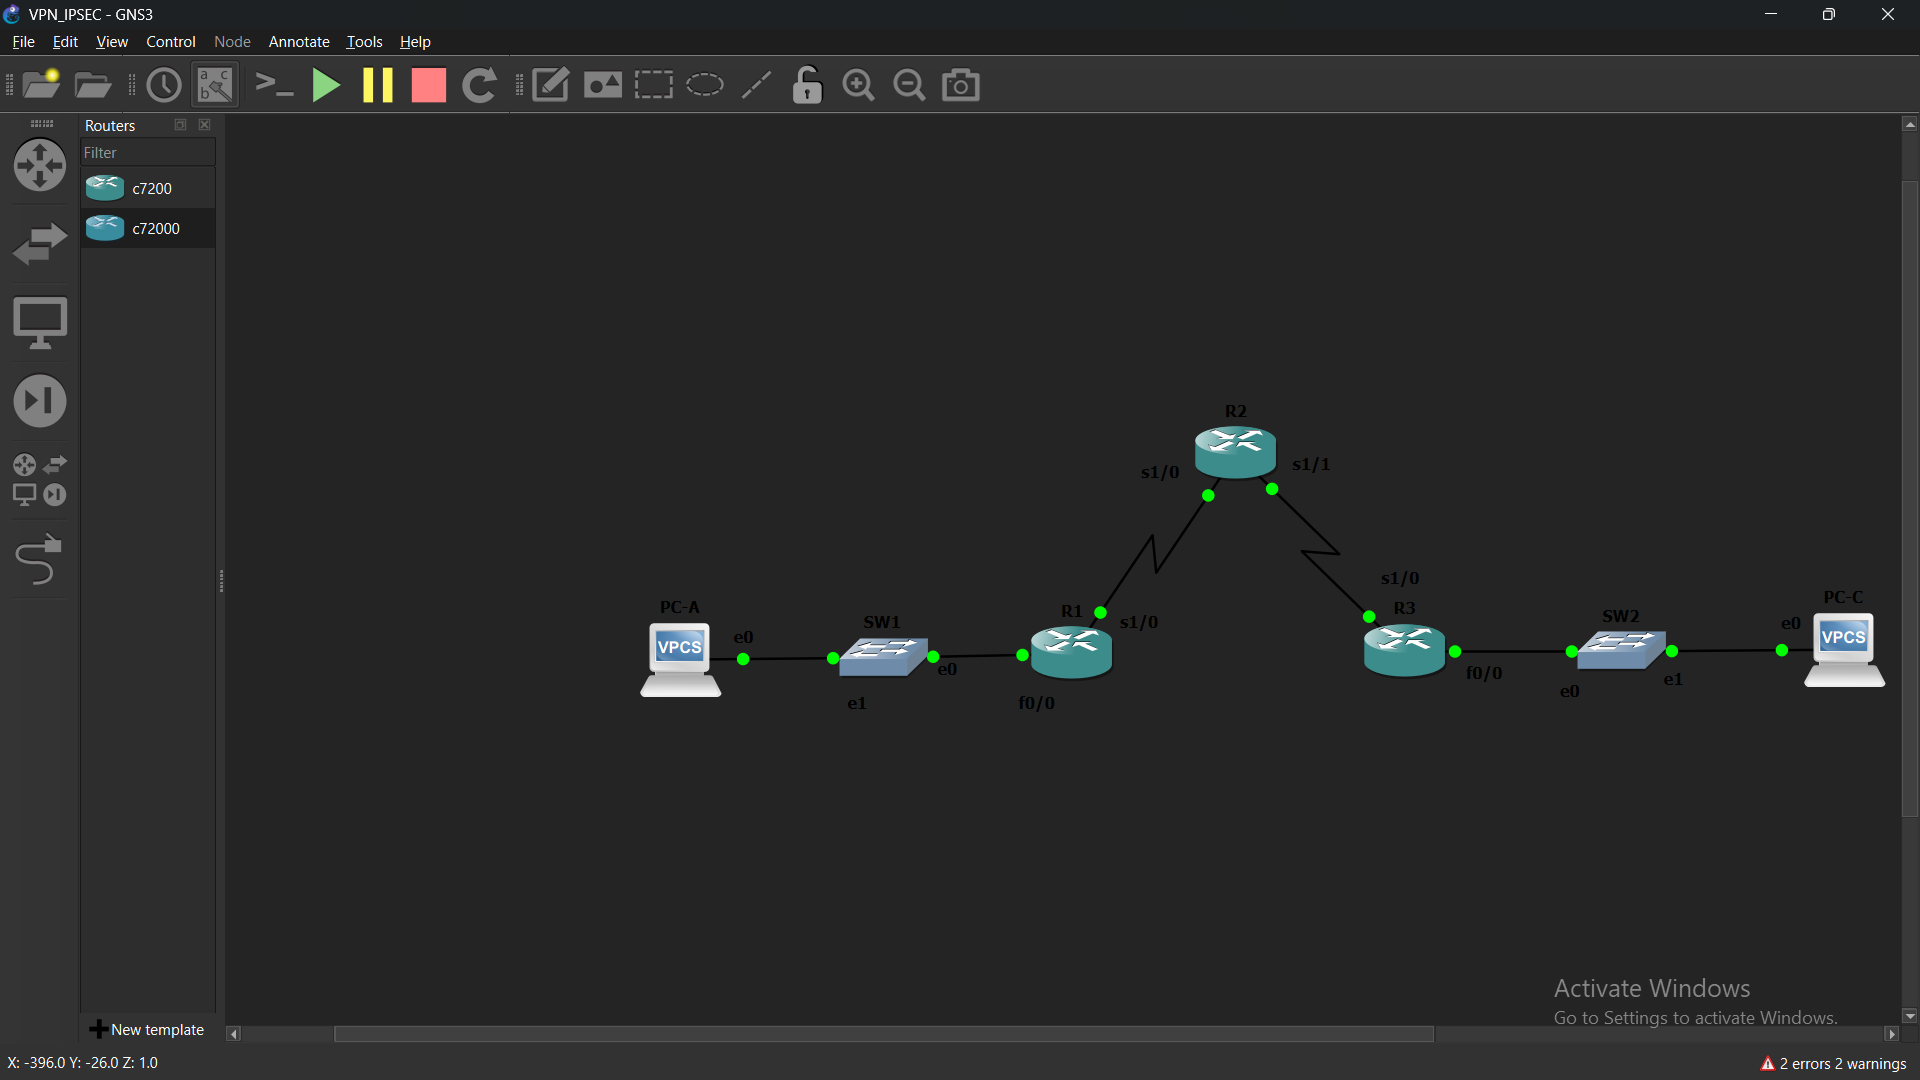 VPN_IPSEC - GNS3
File Edit View Control Node Annotate Tools Help
a c
b
>_
Routers
Filter
c7200
c72000
New template
R2
s1/0
s1/1
s1/0
PC-A
R1
R3
PC-C
SW1
s1/0
SW2
e0
e0
VPCS
VPCS
e0
f0/0
e1
e1
f0/0
e0
Activate Windows
Go to Settings to activate Windows.
X: -396.0 Y: -26.0 Z: 1.0
2 errors 2 warnings